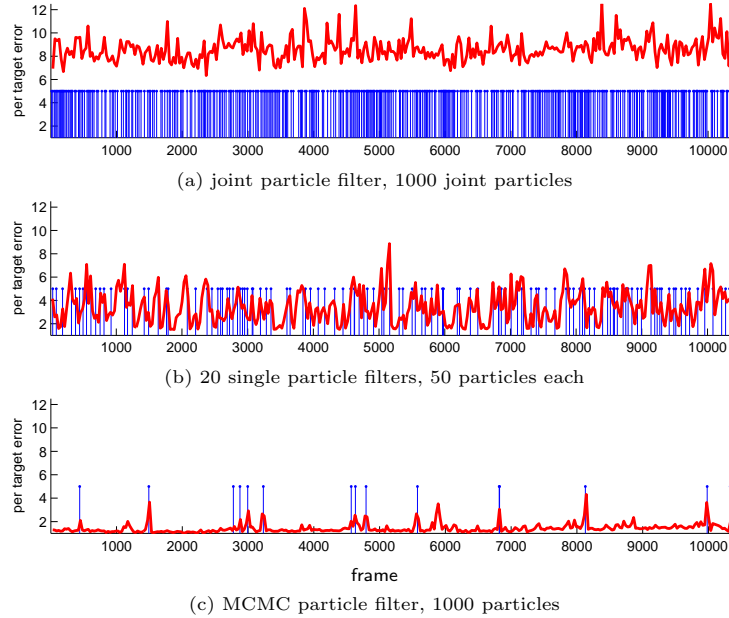 12
10
8
6
4
2
per target error
1000 2000 3000 4000 5000 6000 7000 8000 9000 10000
(a) joint particle filter, 1000 joint particles
12
10
8
6
4
2
per target error
1000 2000 3000 4000 5000 6000 7000 8000 9000 10000
(b) 20 single particle filters, 50 particles each
12
10
8
6
4
2
per target error
1000 2000 3000 4000 5000 6000 7000 8000 9000 10000
frame
(c) MCMC particle filter, 1000 particles